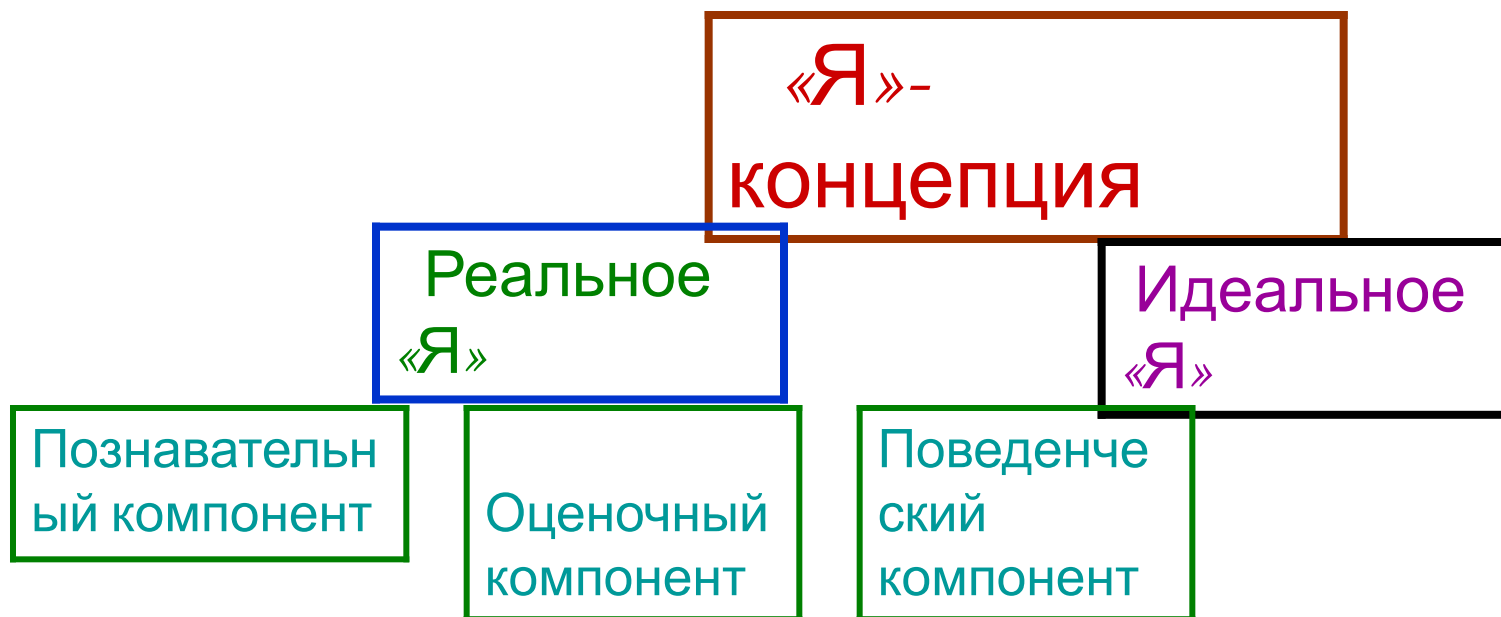 «Я»-
концепция
Реальное
«Я»
Идеальное
«Я»
Познавательн
ый компонент
Оценочный
компонент
Поведенче
ский
компонент